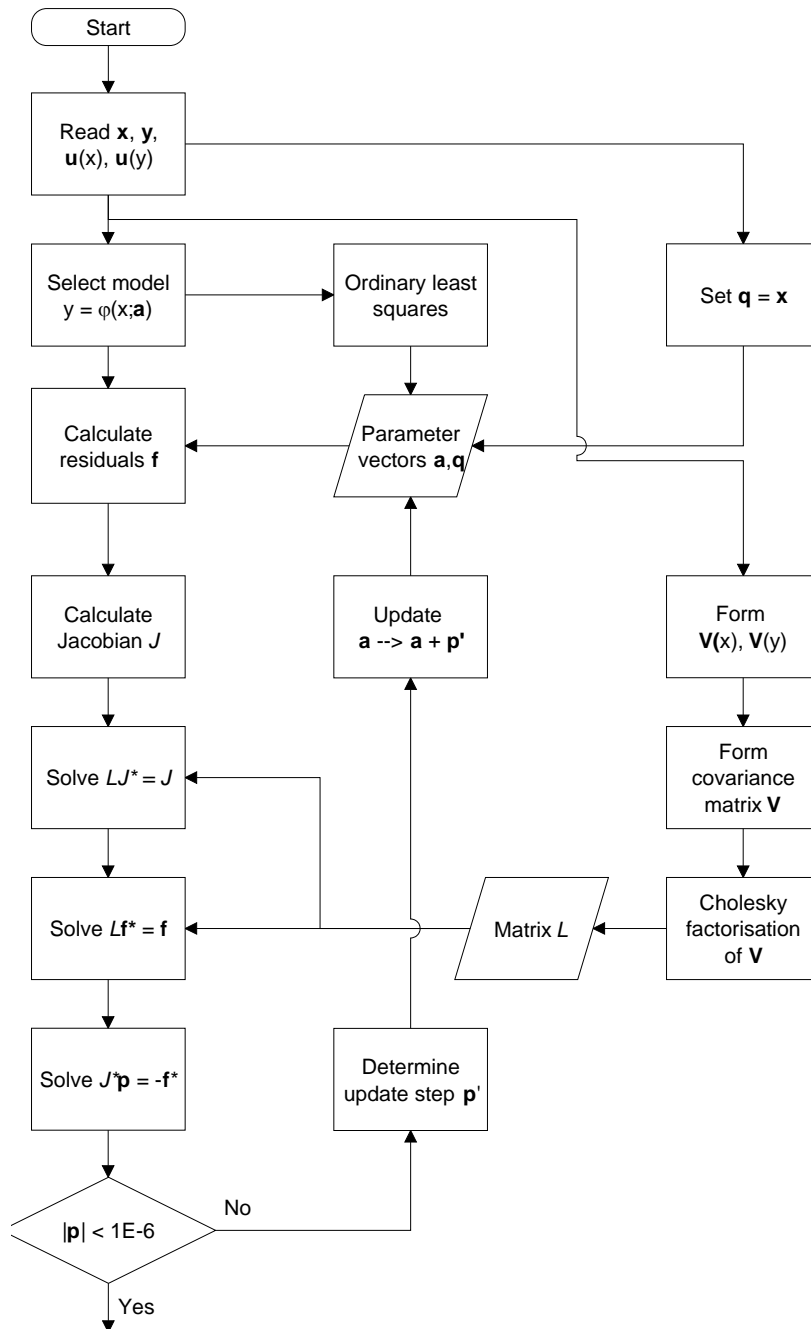 Start
Read x, y,
u(x), u(y)
Select model
y = φ(x;a)
Ordinary least
squares
Set q = x
Calculate
residuals f
Parameter
vectors a,q
Calculate
Jacobian J
Update
a --> a + p'
Form
V(x), V(y)
Solve LJ* = J
Form
covariance
matrix V
Solve Lf* = f
Matrix L
Cholesky
factorisation
of V
Solve J*p = -f*
Determine
update step p'
|p| < 1E-6
No
Yes